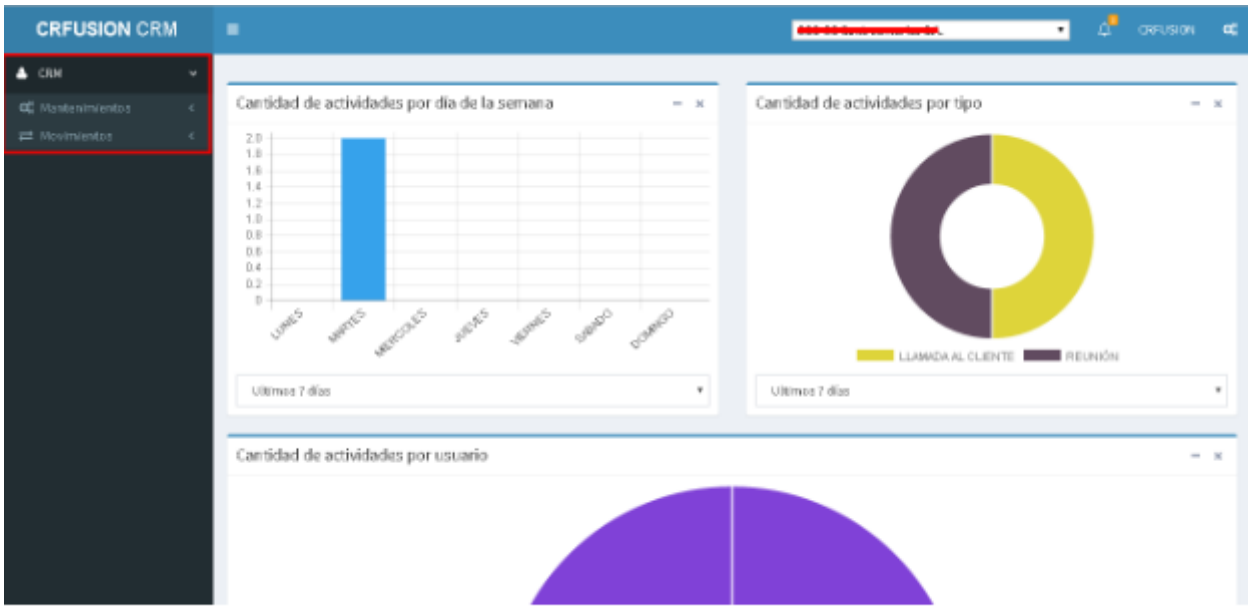 CRFUSION CRM
CRFUSION
CRM
Mantenimientos
Movimientos
Cantidad de actividades por día de la semana
2.0
1.8
1.6
1.4
1.2
1.0
0.8
0.6
0.4
0.2
0
LUNES
MARTES
MIERCOLES
JUEVES
VIERNES
SABADO
DOMINGO
Ultimos 7 días
Cantidad de actividades por tipo
LLAMADA AL CLIENTE
REUNIÓN
Ultimos 7 días
Cantidad de actividades por usuario